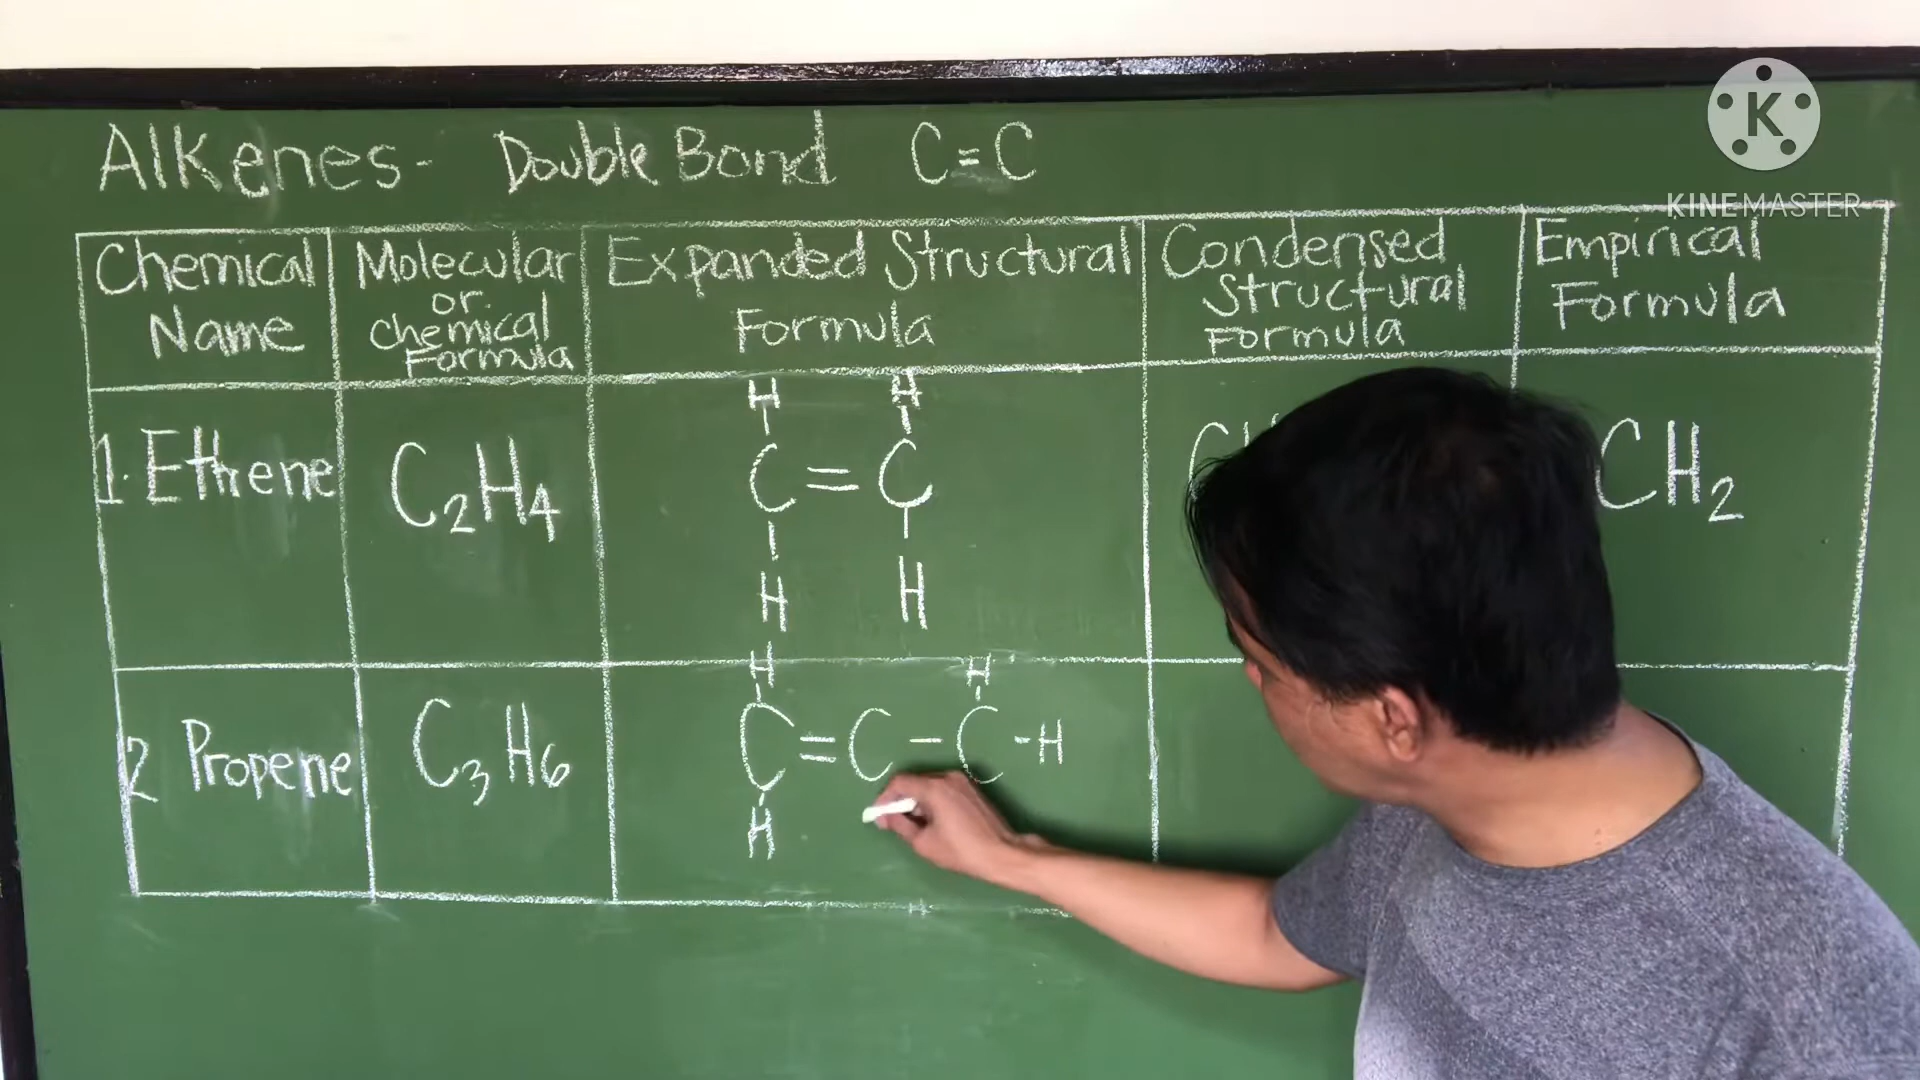 Alkenes - Double Bond C=C
Chemical Name
Molecular or chemical Formula
Expanded Structural Formula
Condensed Structural Formula
Empirical Formula
H H
1. Ethene C2H4 C = C CH2
H H
H H
2 Propene C3H6 C = C - C - H
H
K
KINEMASTER